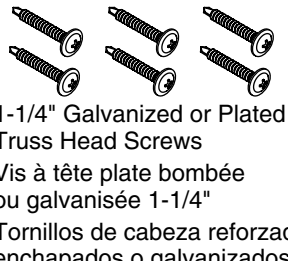 1-1/4" Galvanized or Plated
Truss Head Screws
Vis à tête plate bombée
ou galvanisée 1-1/4"
Tornillos de cabeza
enchapados o galvanizados